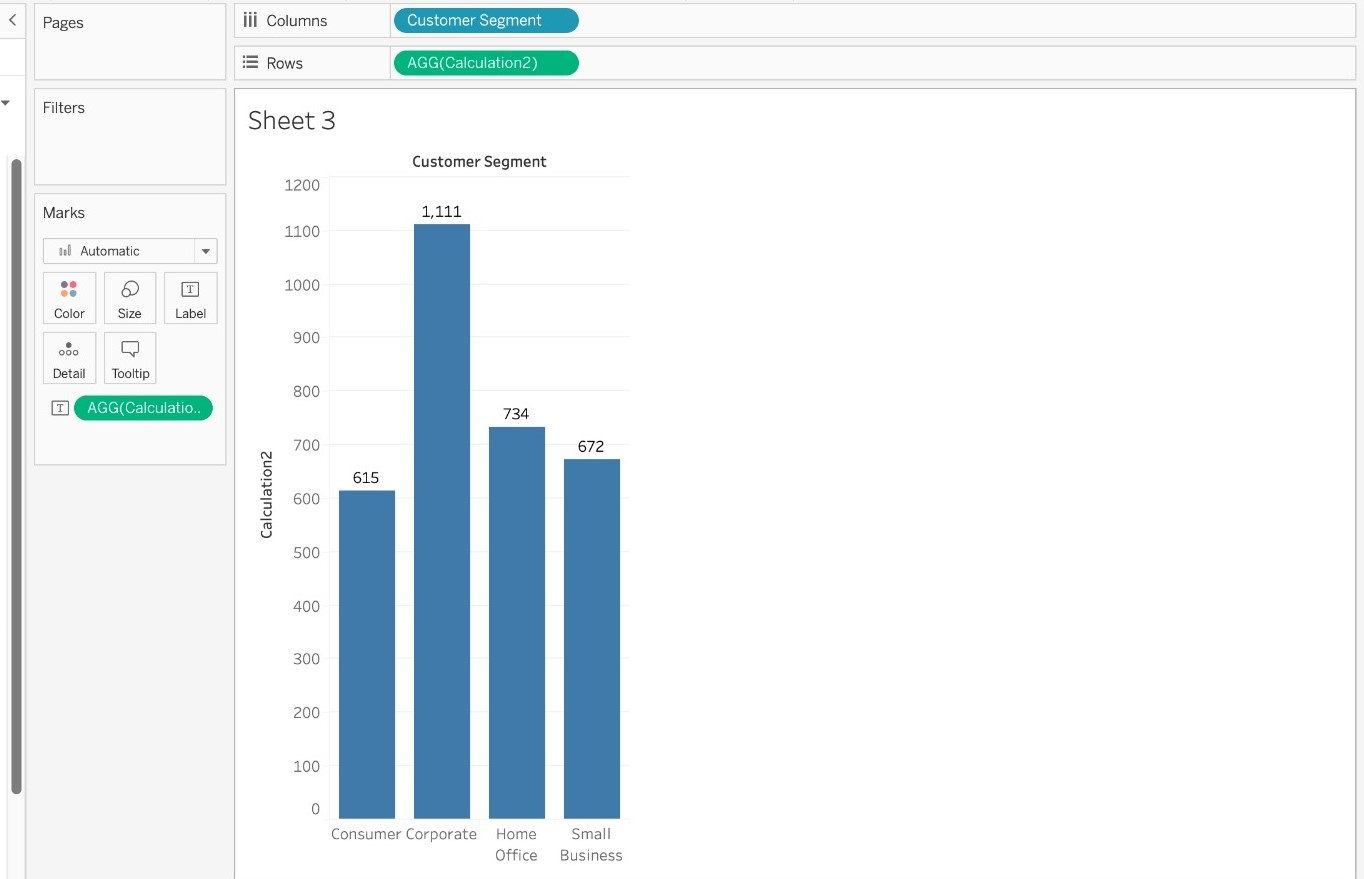 Pages
Columns
Customer Segment
Rows
AGG(Calculation2)
Filters
Marks
Automatic
Color
Size
T
Label
Detail
Tooltip
T
AGG(Calculatio..
Sheet 3
Customer Segment
Calculation2
1200
1100
1000
900
800
700
600
500
400
300
200
100
0
615
1,111
734
672
Consumer
Corporate
Home
Office
Small
Business